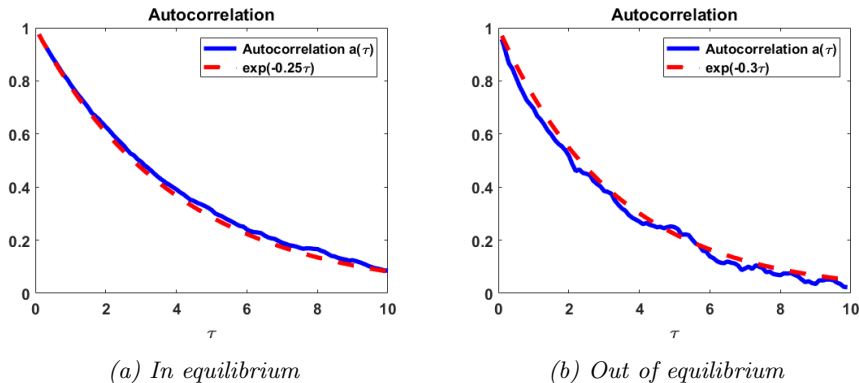 Autocorrelation
1
0.8
0.6
0.4
0.2
0
0
2
4
6
8
10
τ
Autocorrelation a(τ)
exp(-0.25τ)
(a) In equilibrium
Autocorrelation
1
0.8
0.6
0.4
0.2
0
0
2
4
6
8
10
τ
Autocorrelation a(τ)
exp(-0.3τ)
(b) Out of equilibrium